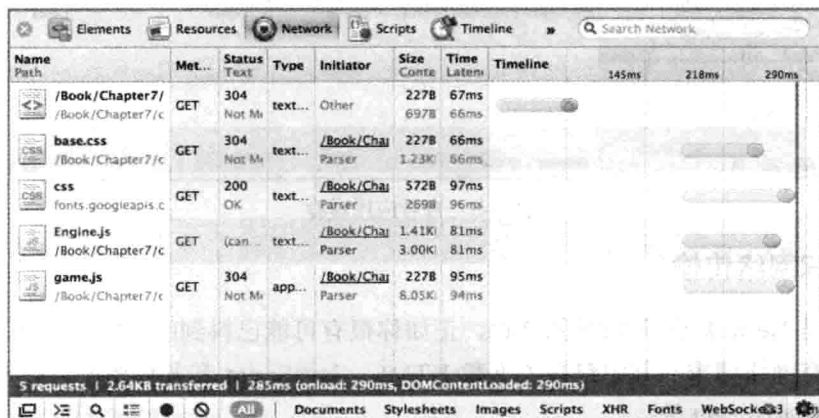 Elements Resources Network Scripts Timeline » Search Network
Name Path Met... Status Text Type Initiator Size Conte Time Laten Timeline 145ms 218ms 290ms
/Book/Chapter7/ GET 304 text... Other 227B 67ms
/Book/Chapter7/c Not Mo 697B 66ms
base.css GET 304 text... /Book/Chap 227B 66ms
/Book/Chapter7/c Not Mo Parser 1.23K 66ms
css GET 200 text... /Book/Chap 572B 97ms
fonts.googleapis.c OK Parser 269B 96ms
Engine.js GET (can... text... /Book/Chap 1.41K 81ms
/Book/Chapter7/c Parser 3.00K 81ms
game.js GET 304 app... /Book/Chap 227B 95ms
/Book/Chapter7/c Not Mo Parser 8.05K 94ms
5 requests | 2.64KB transferred | 285ms (onload: 290ms, DOMContentLoaded: 290ms)
All Documents Stylesheets Images Scripts XHR Fonts WebSockets 3